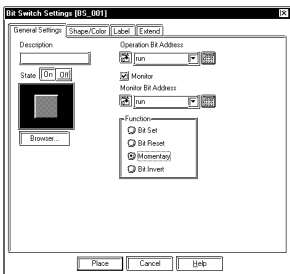 Bit Switch Settings [BS_001]
General Settings Shape/Color Label Extend
Description
Operation Bit Address
run
State On Off
Monitor
Monitor Bit Address
run
Browser...
Function
Bit Set
Bit Reset
Momentary
Bit Invert
Place Cancel Help